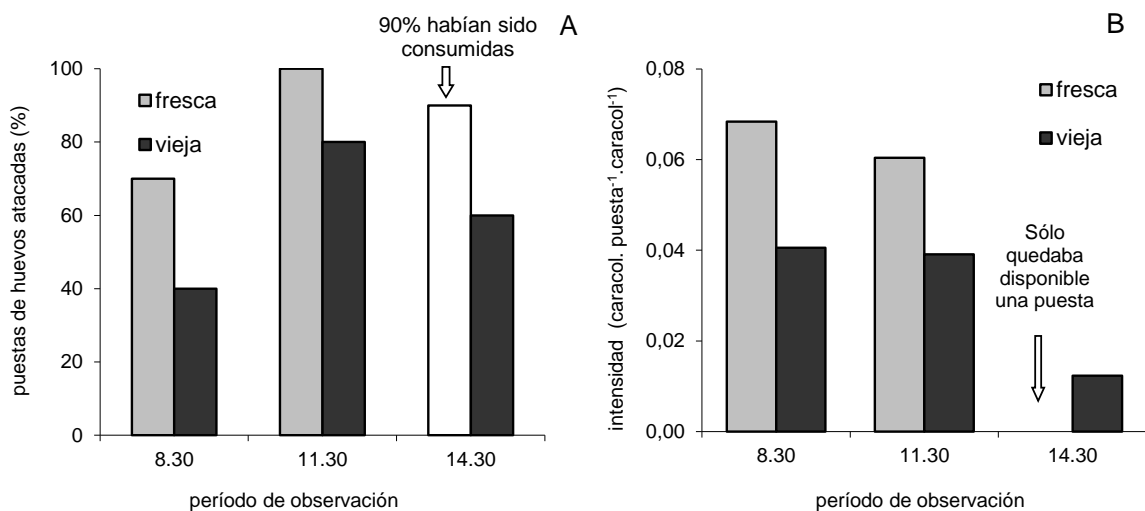 90% habían sido
consumidas
A
puestas de huevos atacadas (%)
100
80
60
40
20
0
fresca
vieja
8.30
11.30
14.30
período de observación
B
intensidad (caracol. puesta⁻¹.caracol⁻¹)
0,08
0,06
0,04
0,02
0,00
fresca
vieja
Sólo
quedaba
disponible
una puesta
8.30
11.30
14.30
período de observación